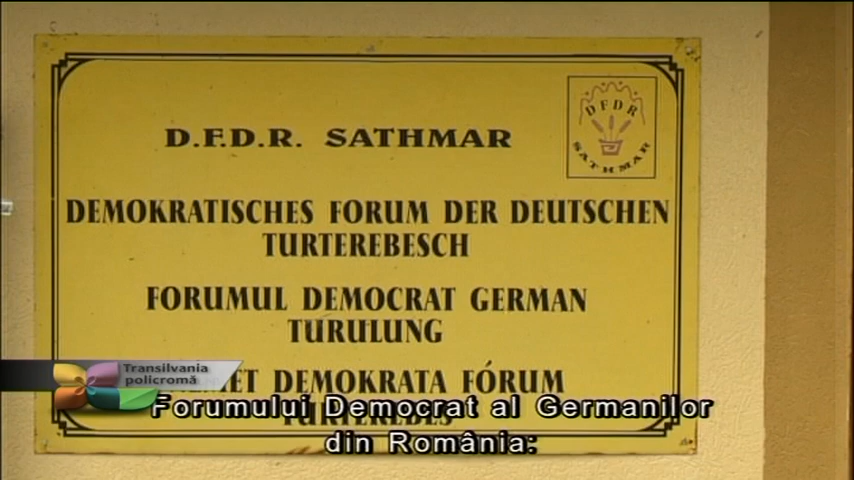 D.F.D.R. SATHMAR
DFDR
SATHMAR
DEMOKRATISCHES FORUM DER DEUTSCHEN
TURTEREBESCH
FORUMUL DEMOCRAT GERMAN
TURULUNG
DEMOKRATA FÓRUM
Transilvania
policromă
Forumului Democrat al Germanilor
din România: